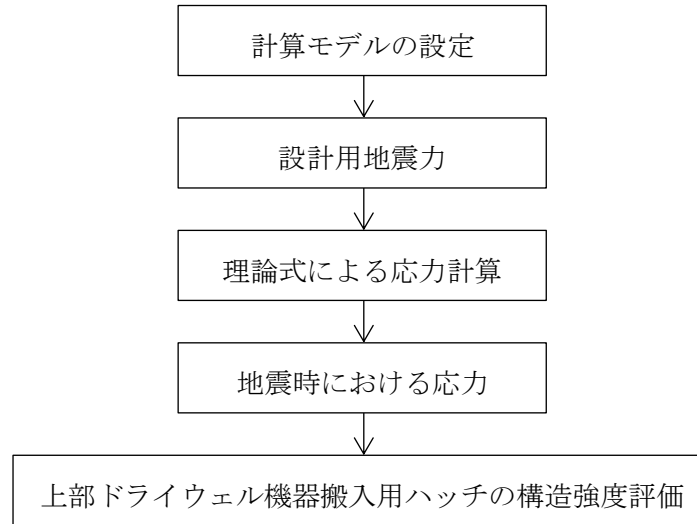 計算モデルの設定
設計用地震力
理論式による応力計算
地震時における応力
上部ドライウェル機器搬入用ハッチの構造強度評価